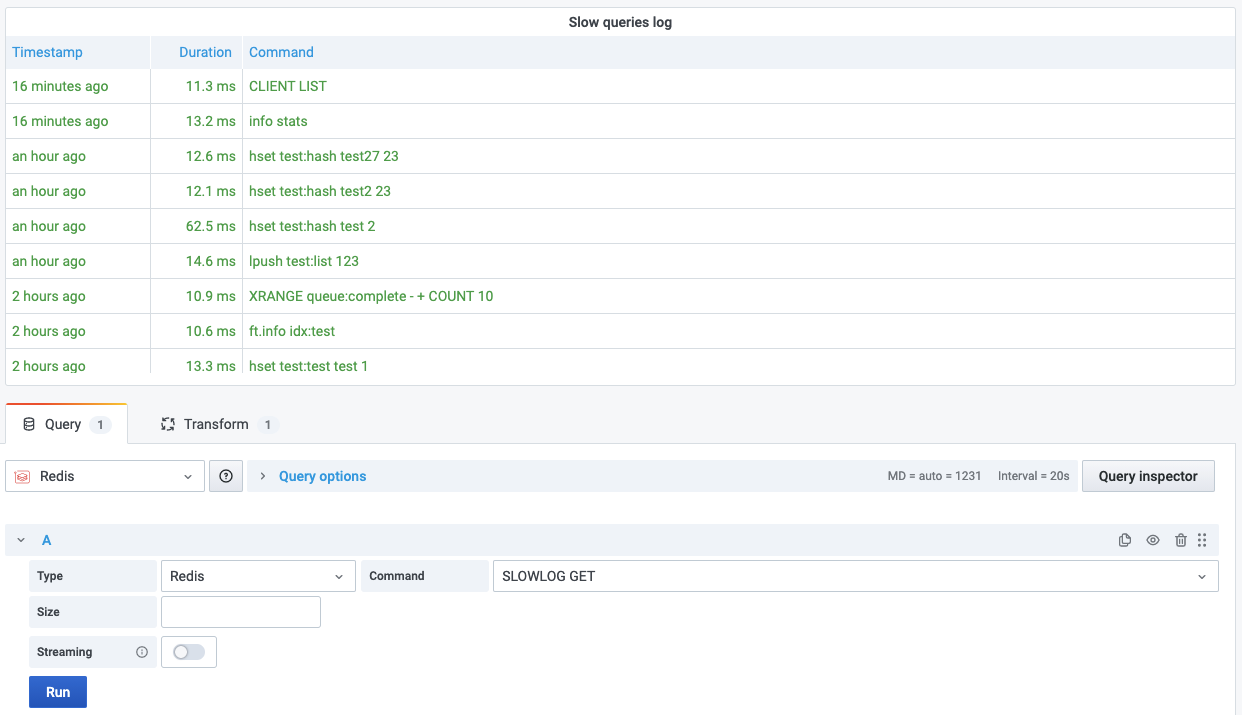 Slow queries log
Timestamp Duration Command
16 minutes ago 11.3 ms CLIENT LIST
16 minutes ago 13.2 ms info stats
an hour ago 12.6 ms hset test:hash test27 23
an hour ago 12.1 ms hset test:hash test2 23
an hour ago 62.5 ms hset test:hash test 2
an hour ago 14.6 ms lpush test:list 123
2 hours ago 10.9 ms XRANGE queue:complete - + COUNT 10
2 hours ago 10.6 ms ft.info idx:test
2 hours ago 13.3 ms hset test:test test 1
Query 1 Transform 1
Redis Query options MD = auto = 1231 Interval = 20s Query inspector
A
Type Redis Command SLOWLOG GET
Size
Streaming
Run